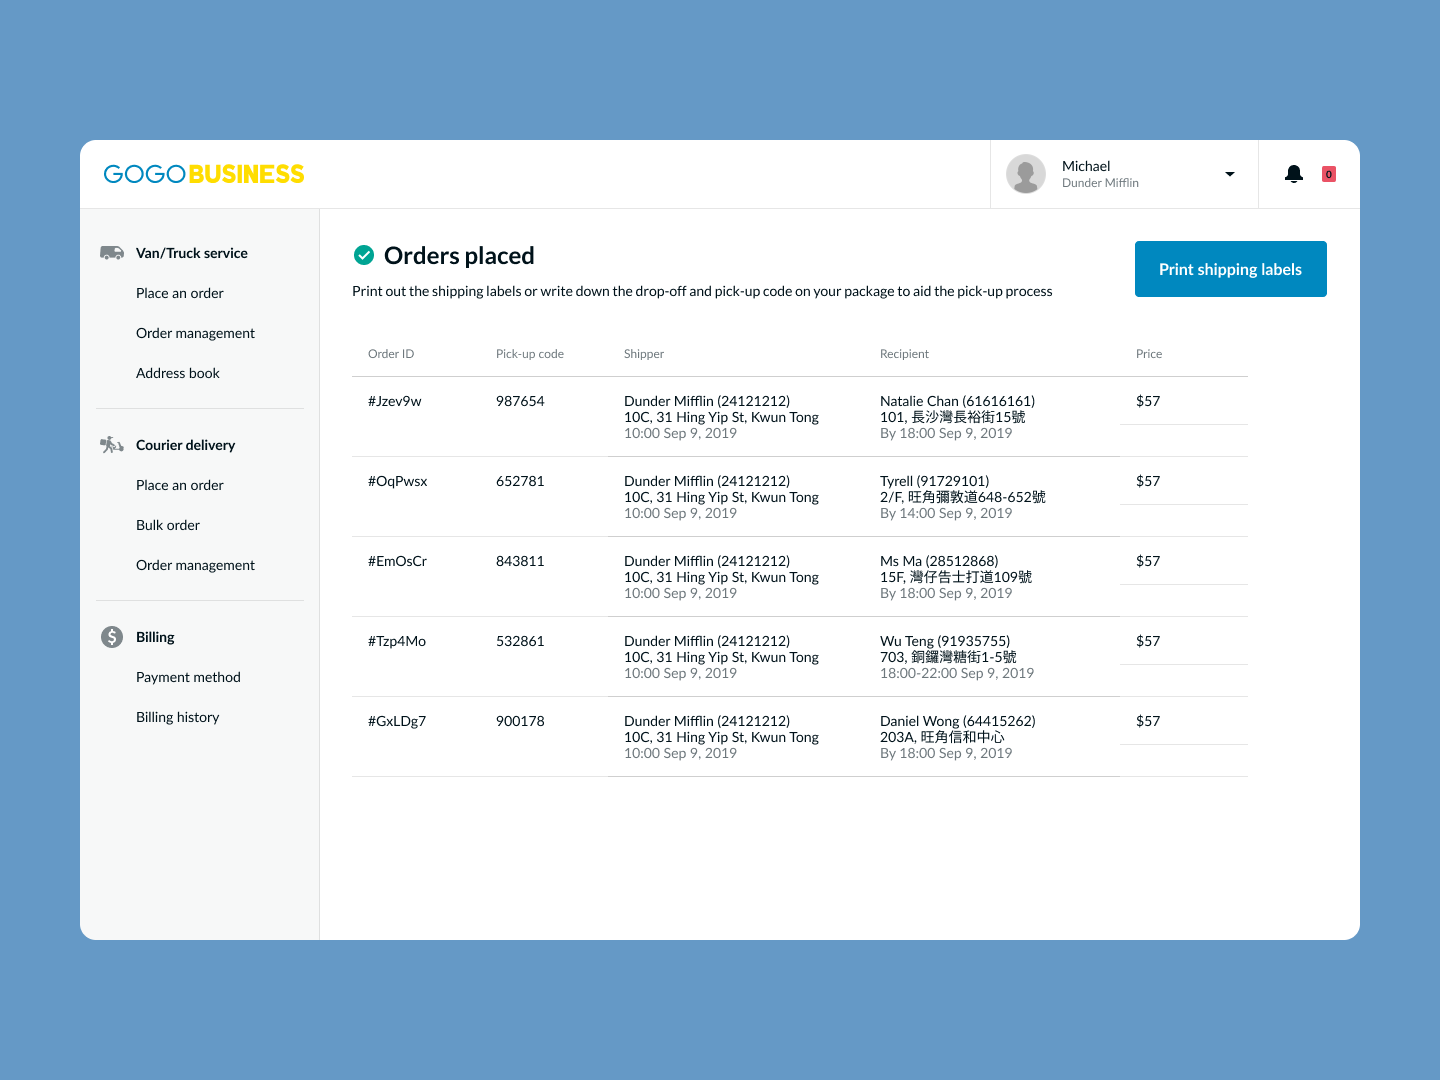 GOGOBUSINESS
Michael
Dunder Mifflin
0
Van/Truck service
Place an order
Order management
Address book
Courier delivery
Place an order
Bulk order
Order management
Billing
Payment method
Billing history
Orders placed
Print out the shipping labels or write down the drop-off and pick-up code on your package to aid the pick-up process
Print shipping labels
Order ID Pick-up code Shipper Recipient Price
#Jzev9w 987654 Dunder Mifflin (24121212) Natalie Chan (61616161) $57
10C, 31 Hing Yip St, Kwun Tong 101, 長沙灣長裕街15號
10:00 Sep 9, 2019 By 18:00 Sep 9, 2019
#OqPwsx 652781 Dunder Mifflin (24121212) Tyrell (91729101) $57
10C, 31 Hing Yip St, Kwun Tong 2/F, 旺角彌敦道648-652號
10:00 Sep 9, 2019 By 14:00 Sep 9, 2019
#EmOsCr 843811 Dunder Mifflin (24121212) Ms Ma (28512868) $57
10C, 31 Hing Yip St, Kwun Tong 15F, 灣仔告士打道109號
10:00 Sep 9, 2019 By 18:00 Sep 9, 2019
#Tzp4Mo 532861 Dunder Mifflin (24121212) Wu Teng (91935755) $57
10C, 31 Hing Yip St, Kwun Tong 703, 銅鑼灣糖街1-5號
10:00 Sep 9, 2019 18:00-22:00 Sep 9, 2019
#GxLDg7 900178 Dunder Mifflin (24121212) Daniel Wong (64415262) $57
10C, 31 Hing Yip St, Kwun Tong 203A, 旺角信和中心
10:00 Sep 9, 2019 By 18:00 Sep 9, 2019